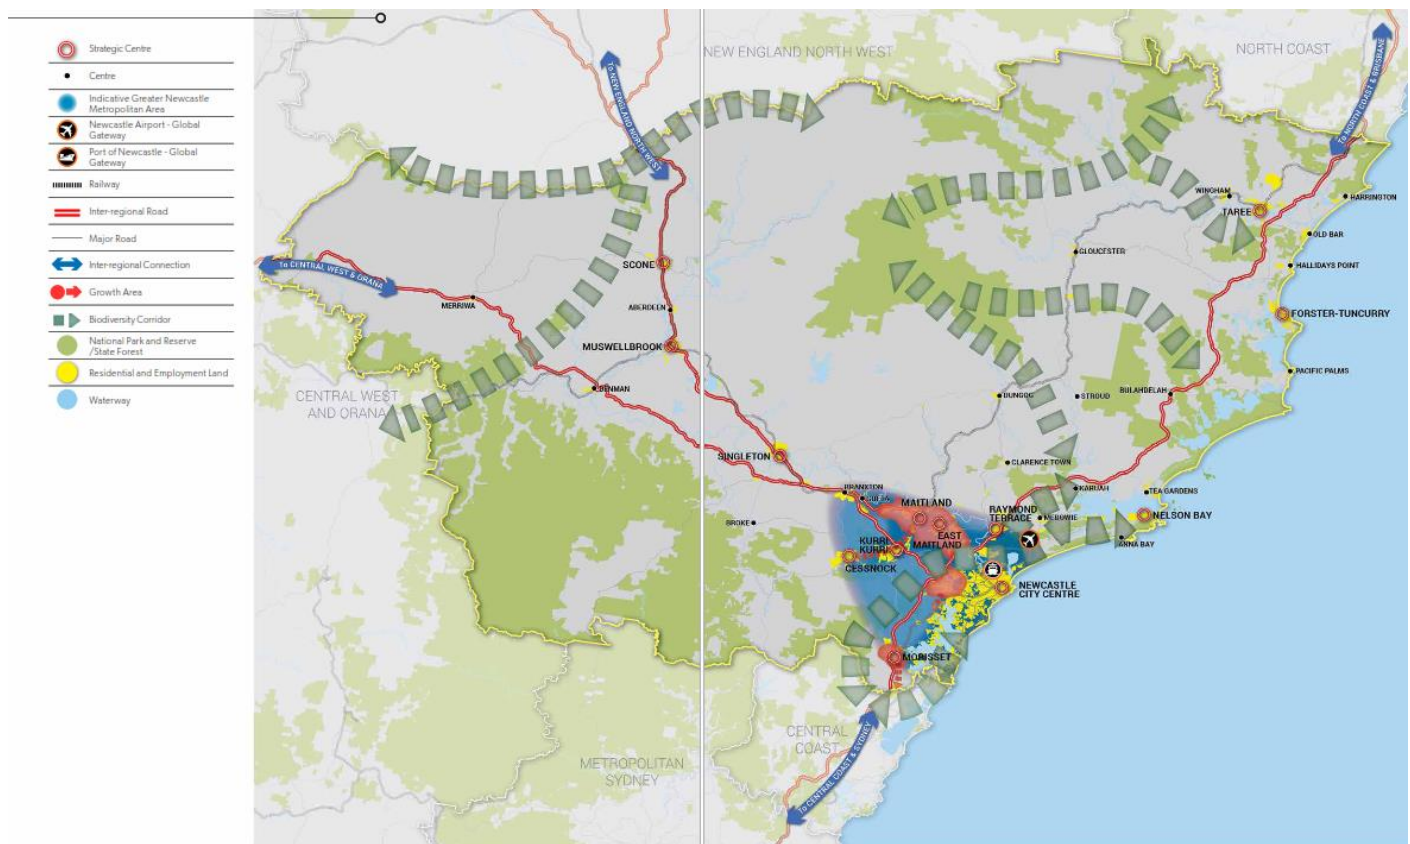 Strategic Centre
Centre
Indicative Greater Newcastle
Metropolitan Area
Newcastle Airport - Global
Gateway
Port of Newcastle - Global
Gateway
Railway
Inter-regional Road
Major Road
Inter-regional Connection
Growth Area
Biodiversity Corridor
National Park and Reserve
/State Forest
Residential and Employment Land
Waterway
NEW ENGLAND NORTH WEST
NORTH COAST
To NEW ENGLAND NORTH WEST
To NORTH COAST & BRISBANE
WINGHAM
HARRINGTON
TAREE
OLD BAR
GLOUCESTER
SCONE
HALLIDAYS POINT
To CENTRAL WEST & ORANA
MERRIWA
ABERDEEN
FORSTER-TUNCURRY
MUSWELLBROOK
PACIFIC PALMS
CENTRAL WEST
AND ORANA
DENMAN
DUNGOG
STROUD
BULAHDELAH
SINGLETON
CLARENCE TOWN
BRANXTON
GRETA
KARUAH
TEA GARDENS
MAITLAND
RAYMOND
TERRACE
MEDOWIE
NELSON BAY
BROKE
EAST
MAITLAND
ANNA BAY
KURRI
KURRI
CESSNOCK
NEWCASTLE
CITY CENTRE
MORISSET
CENTRAL
COAST
METROPOLITAN
SYDNEY
To CENTRAL COAST & SYDNEY